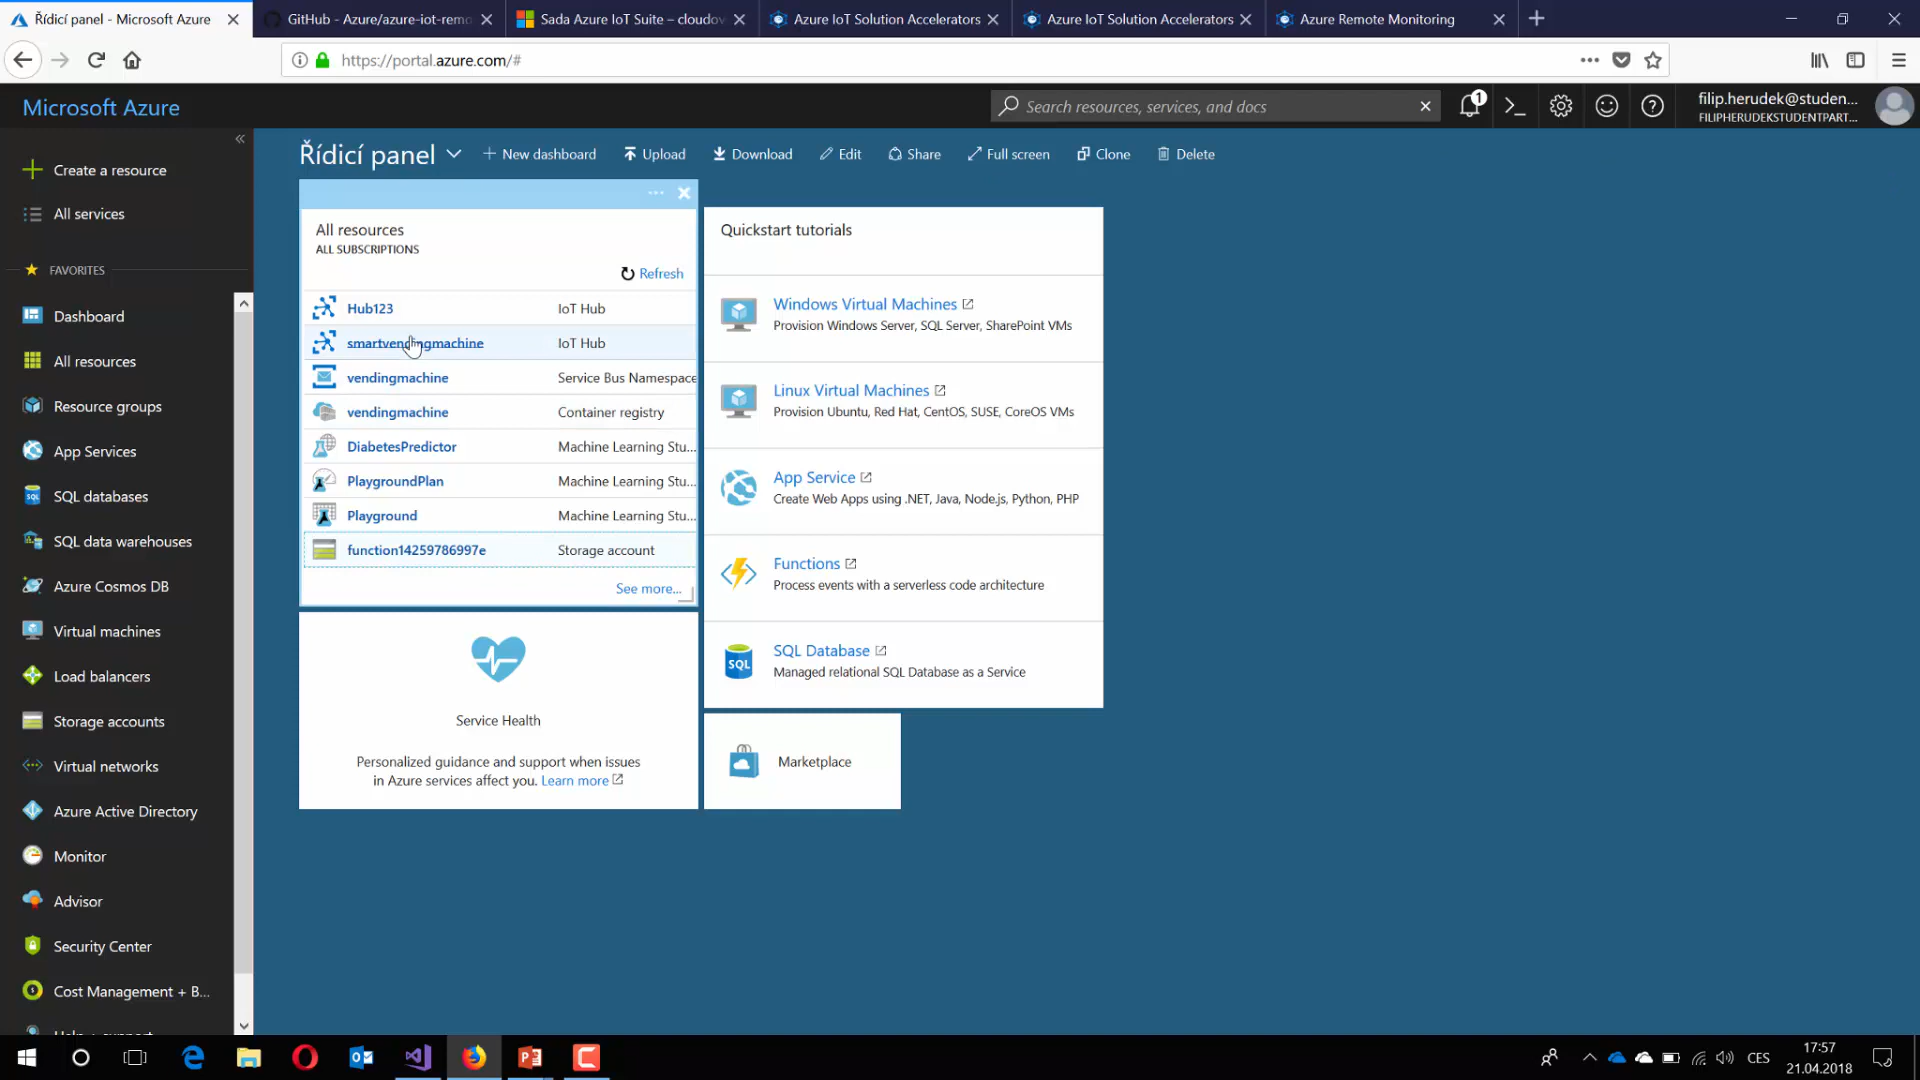 Řídicí panel - Microsoft Azure
GitHub - Azure/azure-iot-remo
Sada Azure IoT Suite – cloudov
Azure IoT Solution Accelerators
Azure IoT Solution Accelerators
Azure Remote Monitoring
https://portal.azure.com/#
Microsoft Azure
Search resources, services, and docs
1
filip.herudek@studen...
FILIPHERUDEKSTUDENTPART...
Create a resource
All services
FAVORITES
Dashboard
All resources
Resource groups
App Services
SQL databases
SQL data warehouses
Azure Cosmos DB
Virtual machines
Load balancers
Storage accounts
Virtual networks
Azure Active Directory
Monitor
Advisor
Security Center
Cost Management + B...
Help + support
Řídicí panel
New dashboard
Upload
Download
Edit
Share
Full screen
Clone
Delete
All resources
ALL SUBSCRIPTIONS
Refresh
Hub123 IoT Hub
smartvendingmachine IoT Hub
vendingmachine Service Bus Namespace
vendingmachine Container registry
DiabetesPredictor Machine Learning Stu...
PlaygroundPlan Machine Learning Stu...
Playground Machine Learning Stu...
function14259786997e Storage account
See more...
Service Health
Personalized guidance and support when issues
in Azure services affect you. Learn more
Quickstart tutorials
Windows Virtual Machines
Provision Windows Server, SQL Server, SharePoint VMs
Linux Virtual Machines
Provision Ubuntu, Red Hat, CentOS, SUSE, CoreOS VMs
App Service
Create Web Apps using .NET, Java, Node.js, Python, PHP
Functions
Process events with a serverless code architecture
SQL
SQL Database
Managed relational SQL Database as a Service
Marketplace
CES
17:57
21.04.2018